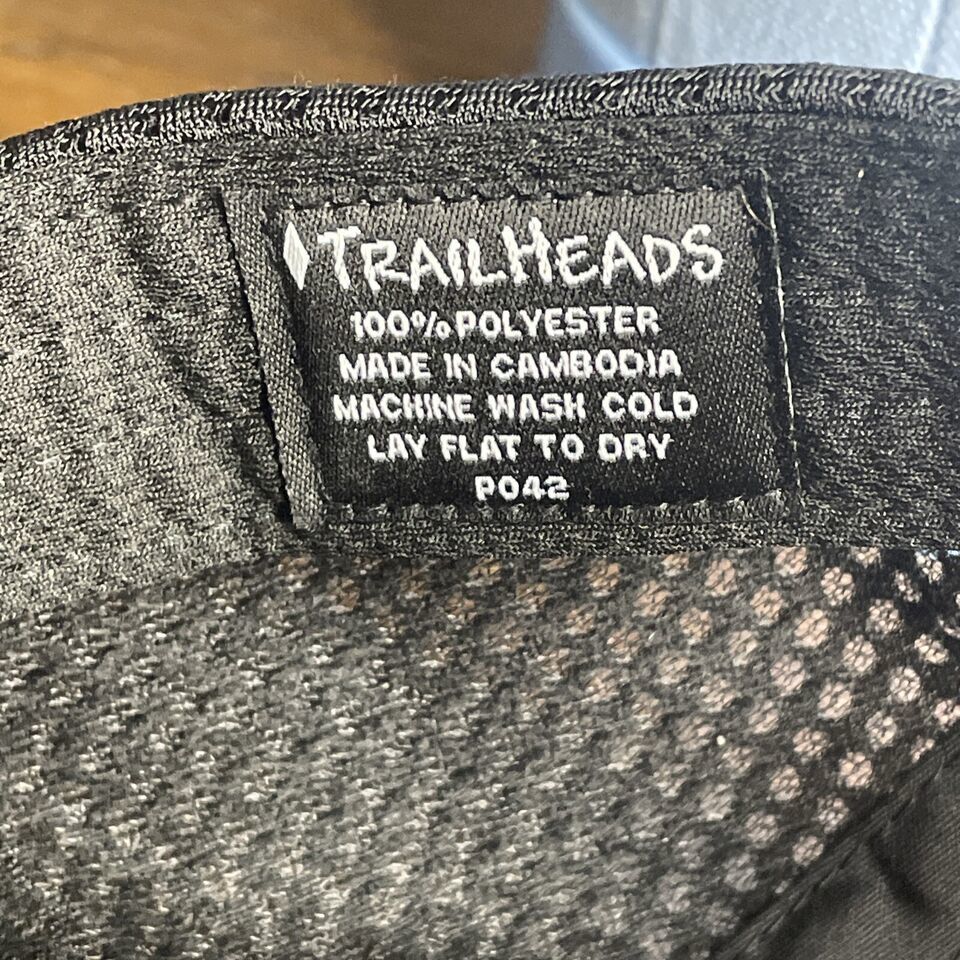 TRAILHEADS
100% POLYESTER
MADE IN CAMBODIA
MACHINE WASH COLD
LAY FLAT TO DRY
P042